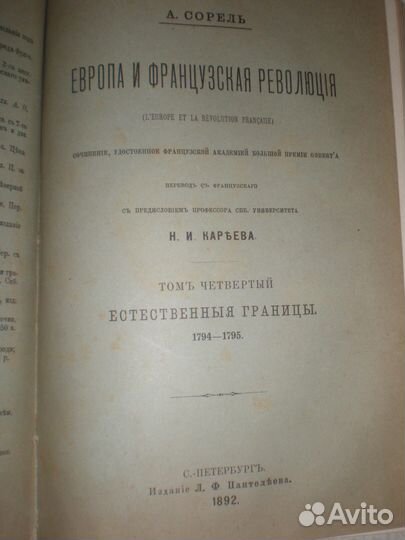 А. СОРЕЛЬ
ЕВРОПА И ФРАНЦУЗСКАЯ РЕВОЛЮЦІЯ
(L'EUROPE ET LA RÉVOLUTION FRANÇAISE)
СОЧИНЕНІЕ, УДОСТОЕННОЕ ФРАНЦУЗСКОЙ АКАДЕМІЕЙ БОЛЬШОЙ ПРЕМІИ GOBERT'А
ПЕРЕВОДЪ СЪ ФРАНЦУЗСКАГО
СЪ ПРЕДИСЛОВІЕМЪ ПРОФЕССОРА СПБ. УНИВЕРСИТЕТА
Н. И. КАРѢЕВА.
ТОМЪ ЧЕТВЕРТЫЙ
ЕСТЕСТВЕННЫЯ ГРАНИЦЫ.
1794—1795.
С.-ПЕТЕРБУРГЪ.
Изданіе Л. Ф. Пантелѣева.
1892.
Avito